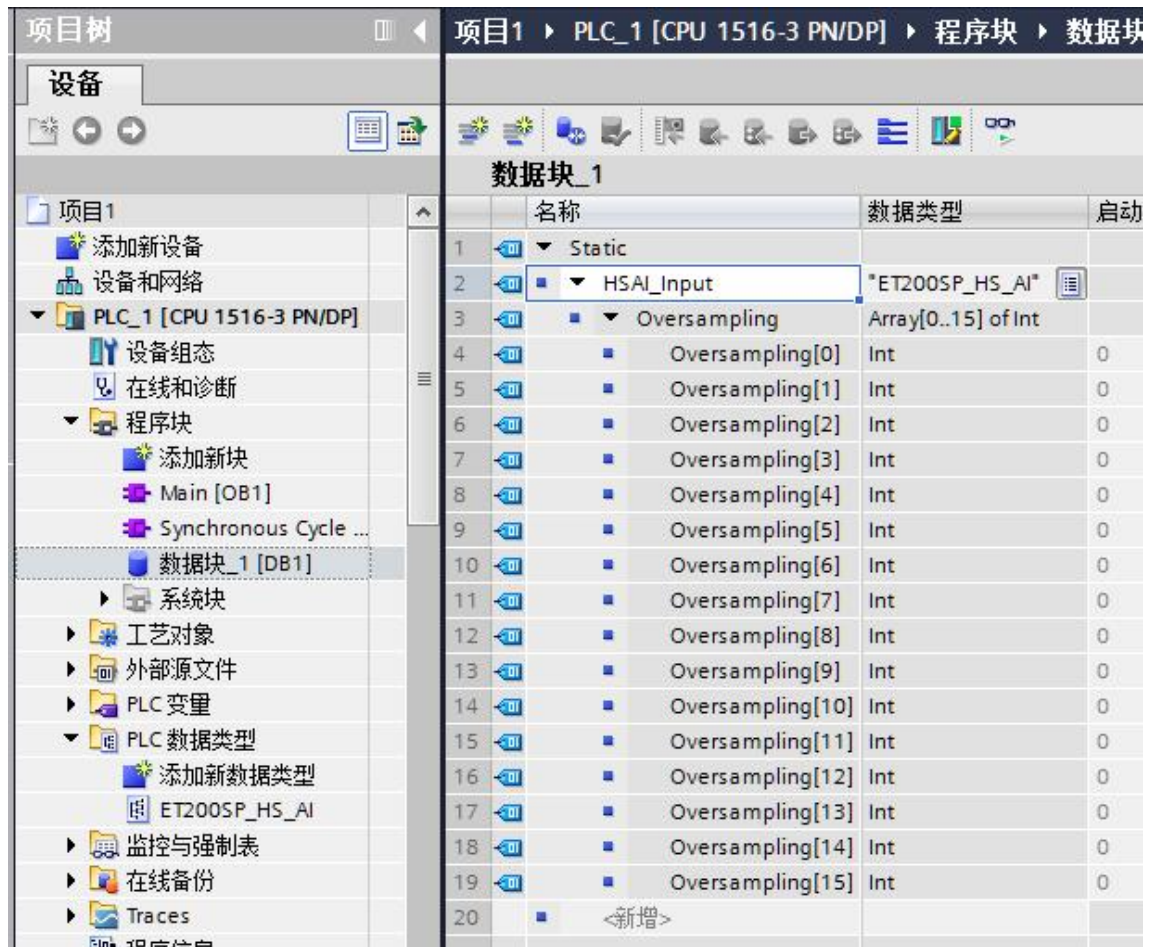 项目树
设备
项目1
添加新设备
设备和网络
PLC_1 [CPU 1516-3 PN/DP]
设备组态
在线和诊断
程序块
添加新块
Main [OB1]
Synchronous Cycle ...
数据块_1 [DB1]
系统块
工艺对象
外部源文件
PLC 变量
PLC 数据类型
添加新数据类型
ET200SP_HS_AI
监控与强制表
在线备份
Traces
程序信息
项目1 ▸ PLC_1 [CPU 1516-3 PN/DP] ▸ 程序块 ▸ 数据块
数据块_1
名称 数据类型 启动
1 Static
2 HSAI_Input "ET200SP_HS_AI"
3 Oversampling Array[0..15] of Int
4 Oversampling[0] Int 0
5 Oversampling[1] Int 0
6 Oversampling[2] Int 0
7 Oversampling[3] Int 0
8 Oversampling[4] Int 0
9 Oversampling[5] Int 0
10 Oversampling[6] Int 0
11 Oversampling[7] Int 0
12 Oversampling[8] Int 0
13 Oversampling[9] Int 0
14 Oversampling[10] Int 0
15 Oversampling[11] Int 0
16 Oversampling[12] Int 0
17 Oversampling[13] Int 0
18 Oversampling[14] Int 0
19 Oversampling[15] Int 0
20 <新增>